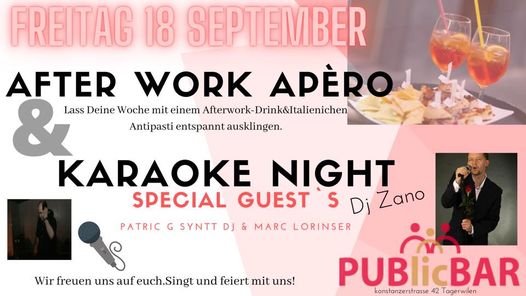 FREITAG 18 SEPTEMBER
AFTER WORK APÈRO
Lass Deine Woche mit einem Afterwork-Drink&Italienichen
Antipasti entspannt ausklingen.
&
KARAOKE NIGHT
SPECIAL GUEST`S
Dj Zano
PATRIC G SYNTT DJ & MARC LORINSER
Wir freuen uns auf euch.Singt und feiert mit uns!
PUBlicBAR
konstanzerstrasse 42 Tagerwilen